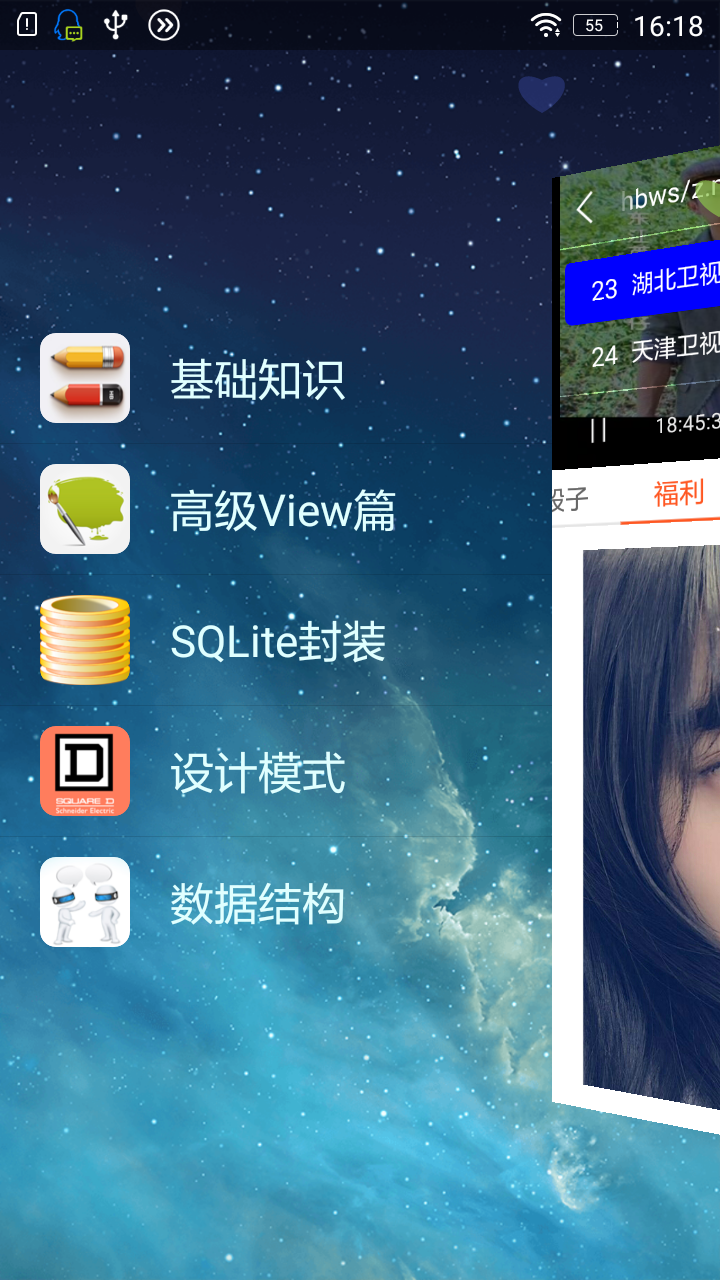 55 16:18
hbws/z.m
23 湖北卫视
24 天津卫视
18:45:3
骰子 福利
基础知识
高级View篇
SQLite封装
D
SQUARE D
Schneider Electric
设计模式
数据结构